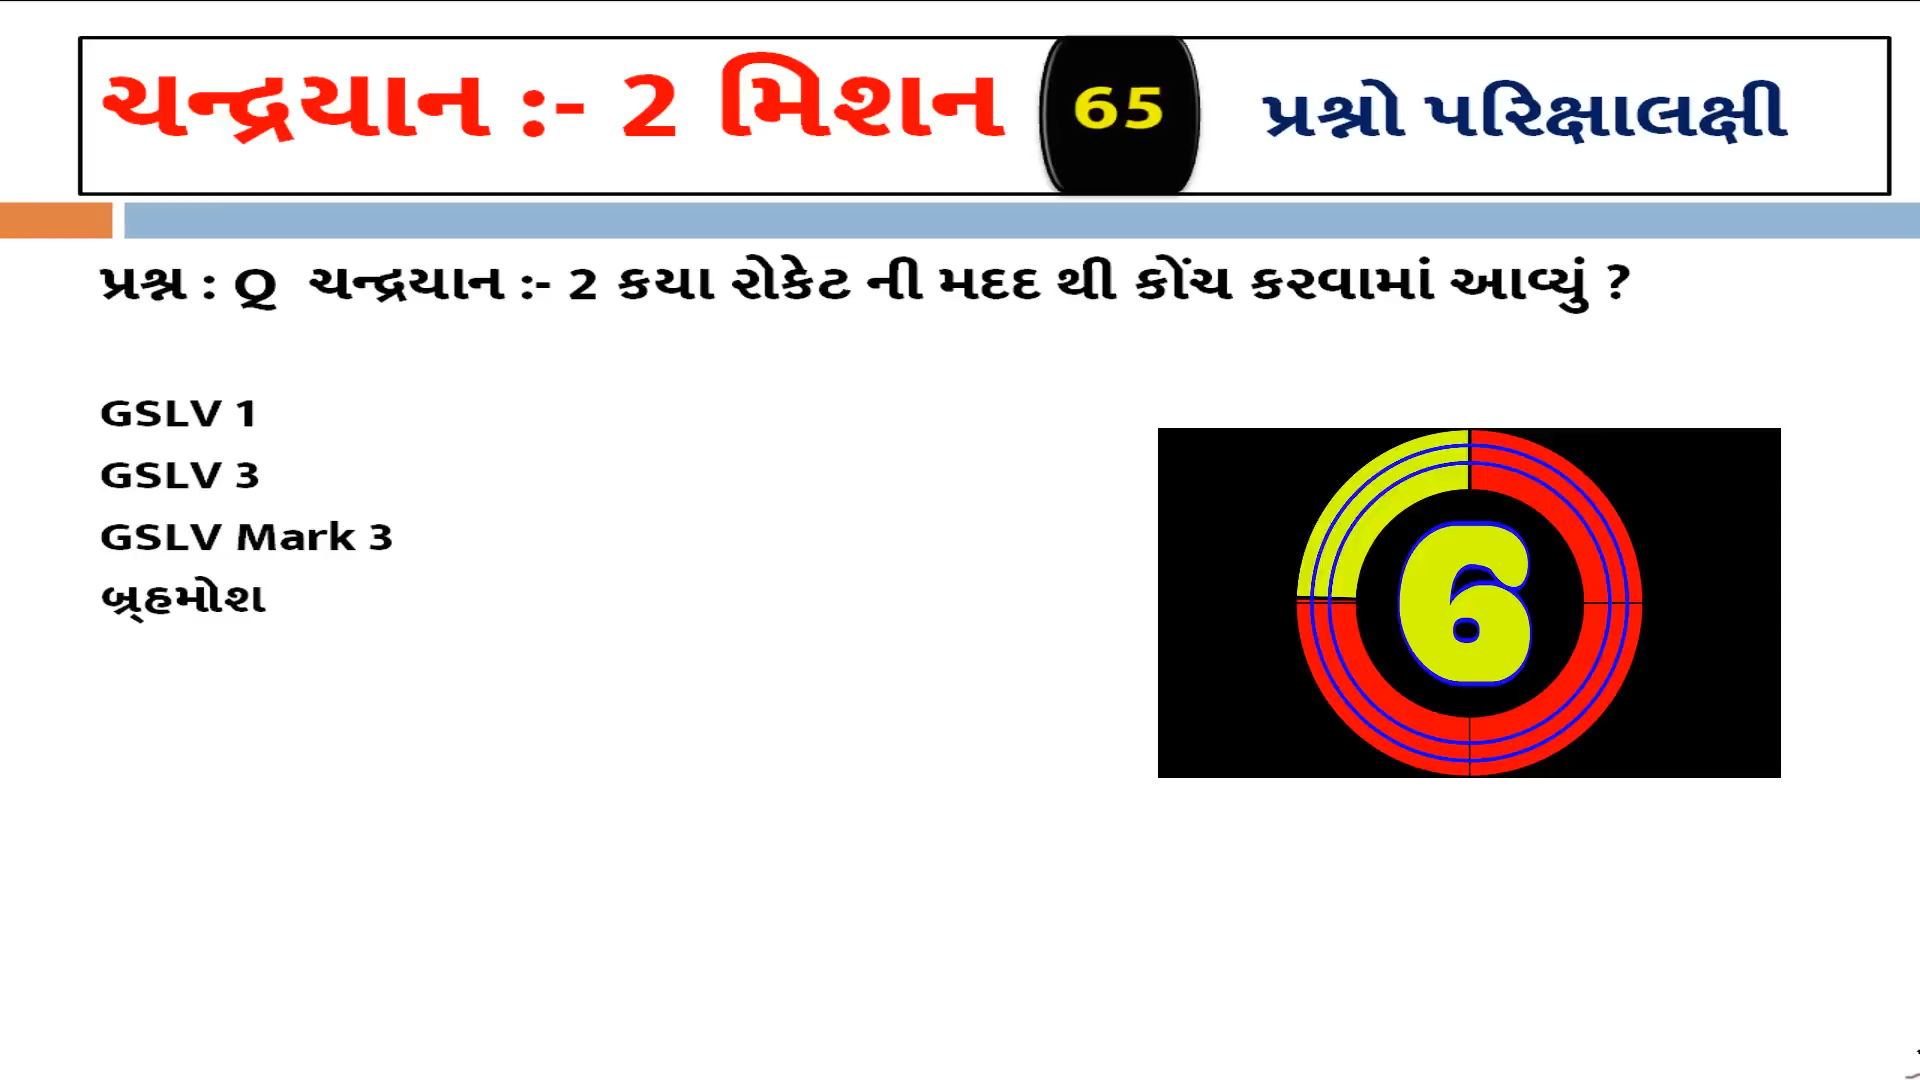 ચન્દ્રયાન :- 2 મિશન 65 પ્રશ્નો પરિક્ષાલક્ષી
પ્રશ્ન : Q ચન્દ્રયાન :- 2 કયા રોકેટ ની મદદ થી કોંચ કરવામાં આવ્યું ?
GSLV 1
GSLV 3
GSLV Mark 3
બ્ર્હમોશ
6